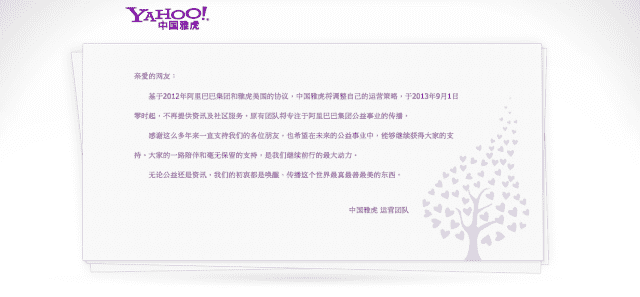 YAHOO!
中国雅虎
亲爱的网友：
基于2012年阿里巴巴集团和雅虎美国的协议，中国雅虎将调整自己的运营策略，于2013年9月1日
零时起，不再提供资讯及社区服务，原有团队将专注于阿里巴巴集团公益事业的传播。
感谢这么多年来一直支持我们的各位朋友，也希望在未来的公益事业中，能够继续获得大家的支
持。大家的一路陪伴和毫无保留的支持，是我们继续前行的最大动力。
无论公益还是资讯，我们的初衷都是唤醒、传播这个世界最真最善最美的东西。
中国雅虎 运营团队